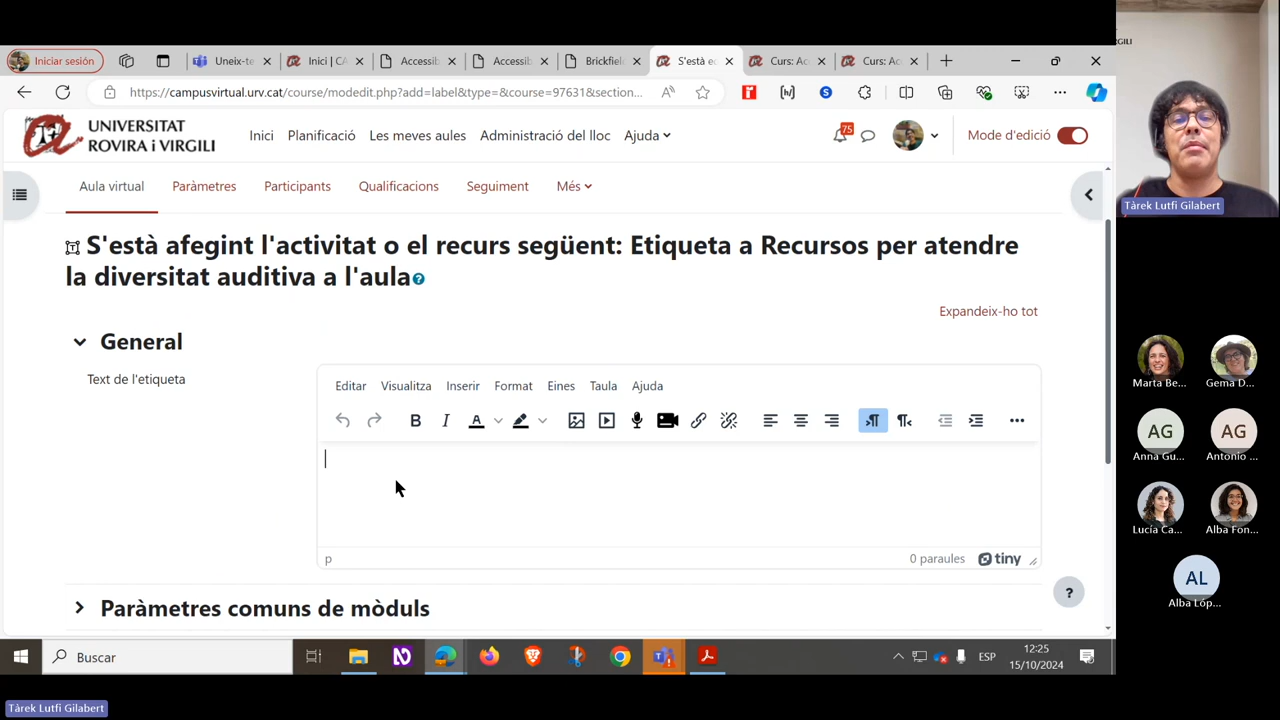 Iniciar sesión
Uneix-te
Inici | CA
Accessib
Accessib
Brickfiel
S'està e
Curs: Ac
Curs: Ac
https://campusvirtual.urv.cat/course/modedit.php?add=label&type=&course=97631&section...
UNIVERSITAT
ROVIRA i VIRGILI
Inici
Planificació
Les meves aules
Administració del lloc
Ajuda
75
Mode d'edició
Aula virtual
Paràmetres
Participants
Qualificacions
Seguiment
Més
S'està afegint l'activitat o el recurs següent: Etiqueta a Recursos per atendre
la diversitat auditiva a l'aula
Expandeix-ho tot
General
Text de l'etiqueta
Editar
Visualitza
Inserir
Format
Eines
Taula
Ajuda
B I A
p
0 paraules
tiny
Paràmetres comuns de mòduls
?
Buscar
ESP
12:25
15/10/2024
GILI
Tàrek Lutfi Gilabert
Marta Be...
Gema D...
AG
Anna Gu...
AG
Antonio ...
Lucía Ca...
Alba Fon...
AL
Alba Lóp...
Tàrek Lutfi Gilabert